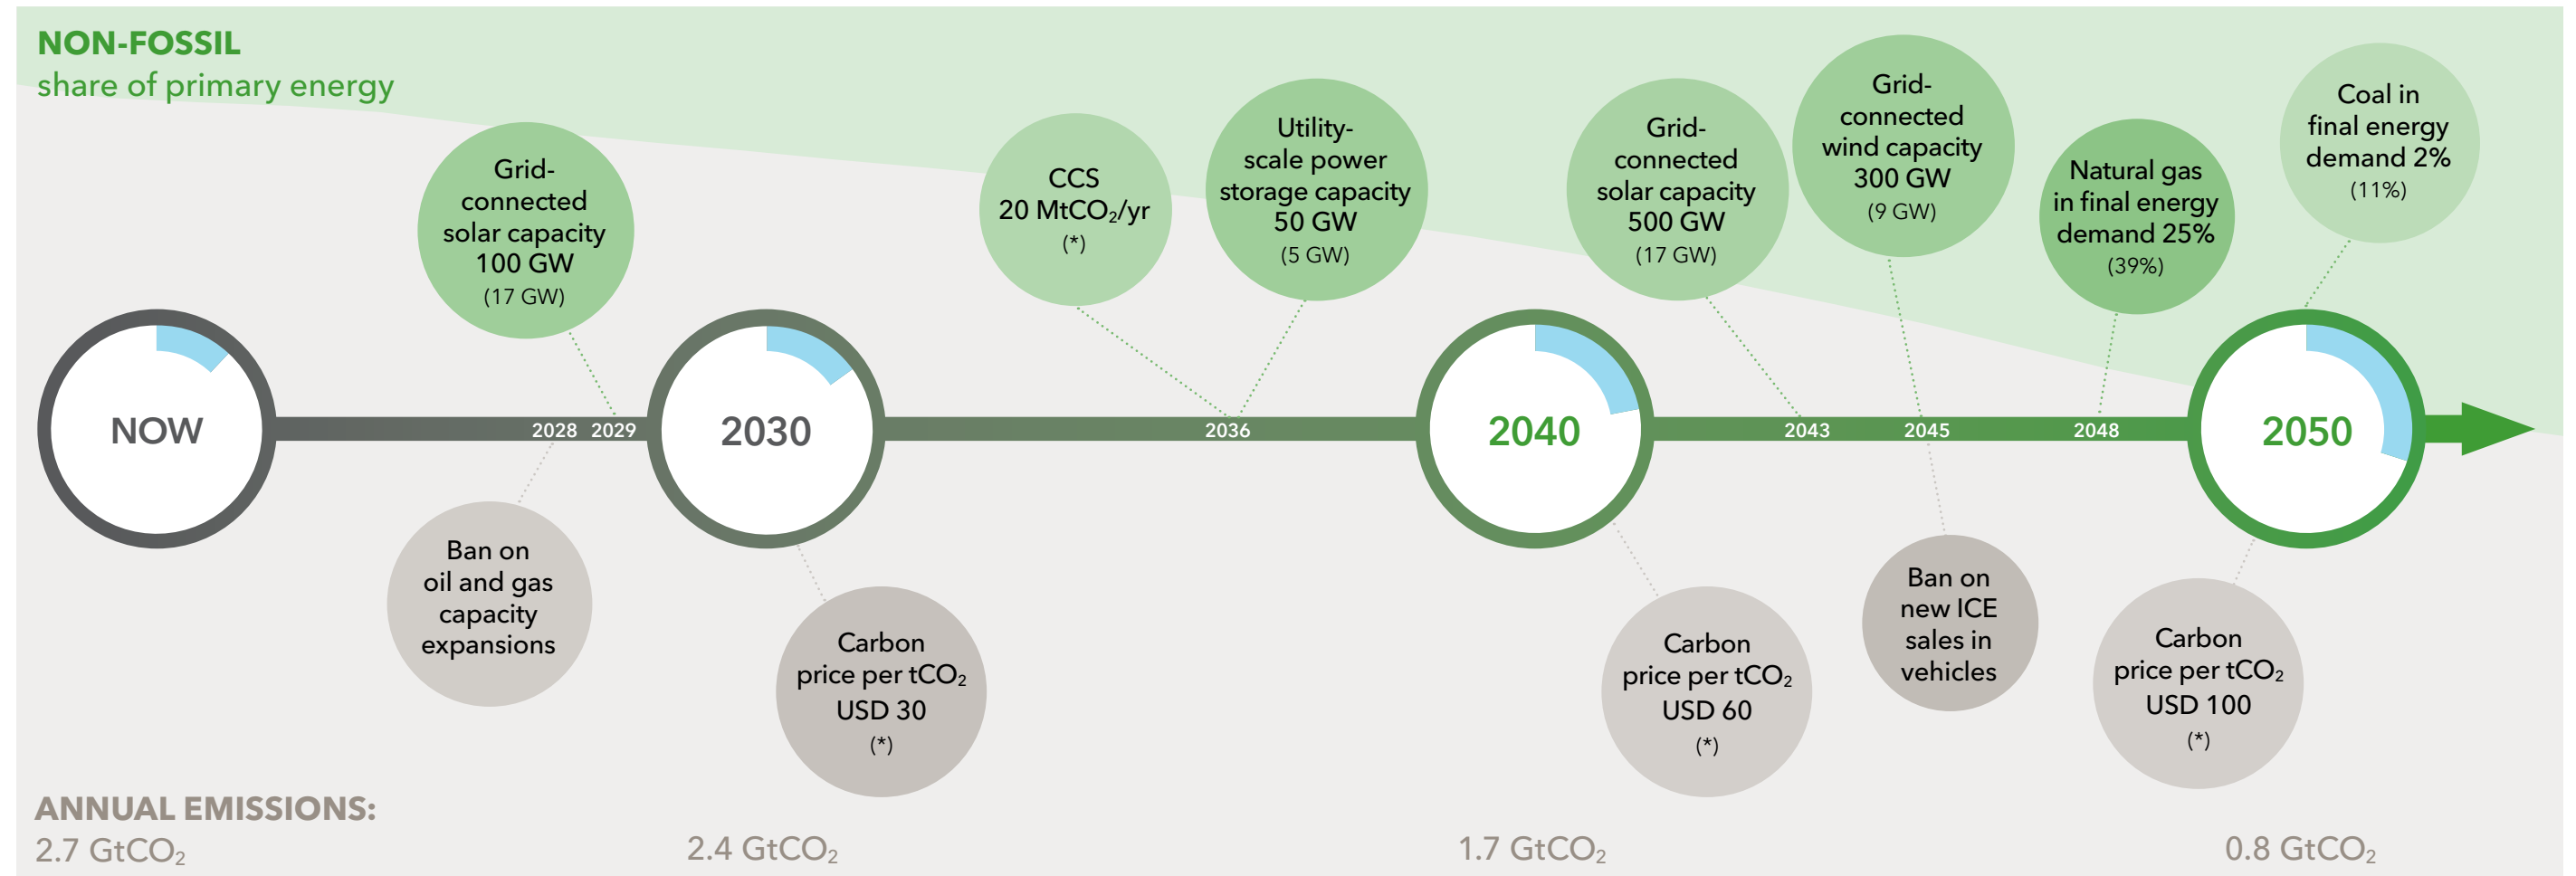 NON-FOSSIL
share of primary energy
Grid-
connected
solar capacity
100 GW
(17 GW)
CCS
20 MtCO₂/yr
(*)
Utility-
scale power
storage capacity
50 GW
(5 GW)
Grid-
connected
solar capacity
500 GW
(17 GW)
Grid-
connected
wind capacity
300 GW
(9 GW)
Natural gas
in final energy
demand 25%
(39%)
Coal in
final energy
demand 2%
(11%)
NOW
2028
2029
2030
2036
2040
2043
2045
2048
2050
Ban on
oil and gas
capacity
expansions
Carbon
price per tCO₂
USD 30
(*)
Carbon
price per tCO₂
USD 60
(*)
Ban on
new ICE
sales in
vehicles
Carbon
price per tCO₂
USD 100
(*)
ANNUAL EMISSIONS:
2.7 GtCO₂
2.4 GtCO₂
1.7 GtCO₂
0.8 GtCO₂